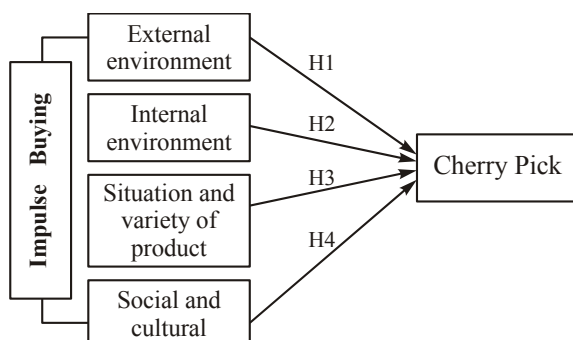 External
environment
H1
Impulse Buying
Internal
environment
H2
Cherry Pick
Situation and
variety of
product
H3
H4
Social and
cultural